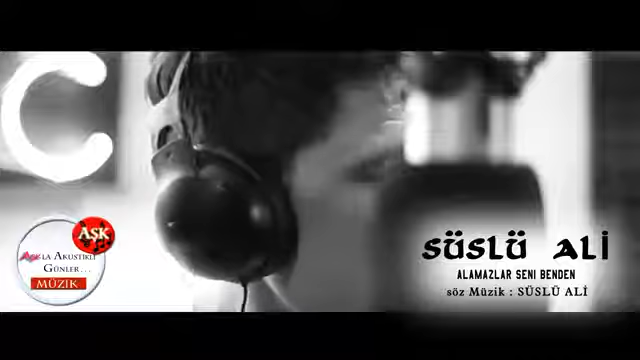 AŞK
Aşkla Akustikli
Günler...
MÜZİK
SÜSLÜ ALİ
ALAMAZLAR SENI BENDEN
söz Müzik : SÜSLÜ ALİ